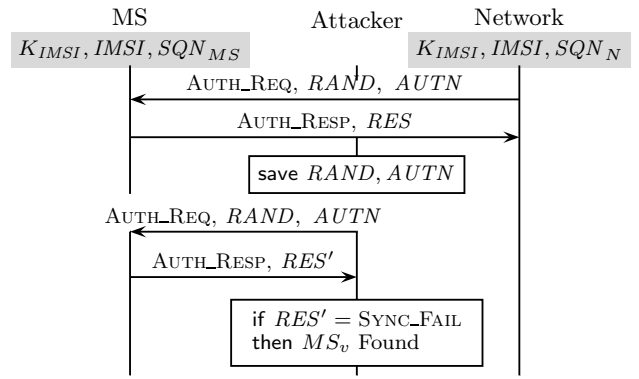 MS Attacker Network
K_IMSI, IMSI, SQN_MS K_IMSI, IMSI, SQN_N
AUTH_REQ, RAND, AUTN
AUTH_RESP, RES
save RAND, AUTN
AUTH_REQ, RAND, AUTN
AUTH_RESP, RES′
if RES′ = SYNC_FAIL
then MS_v Found